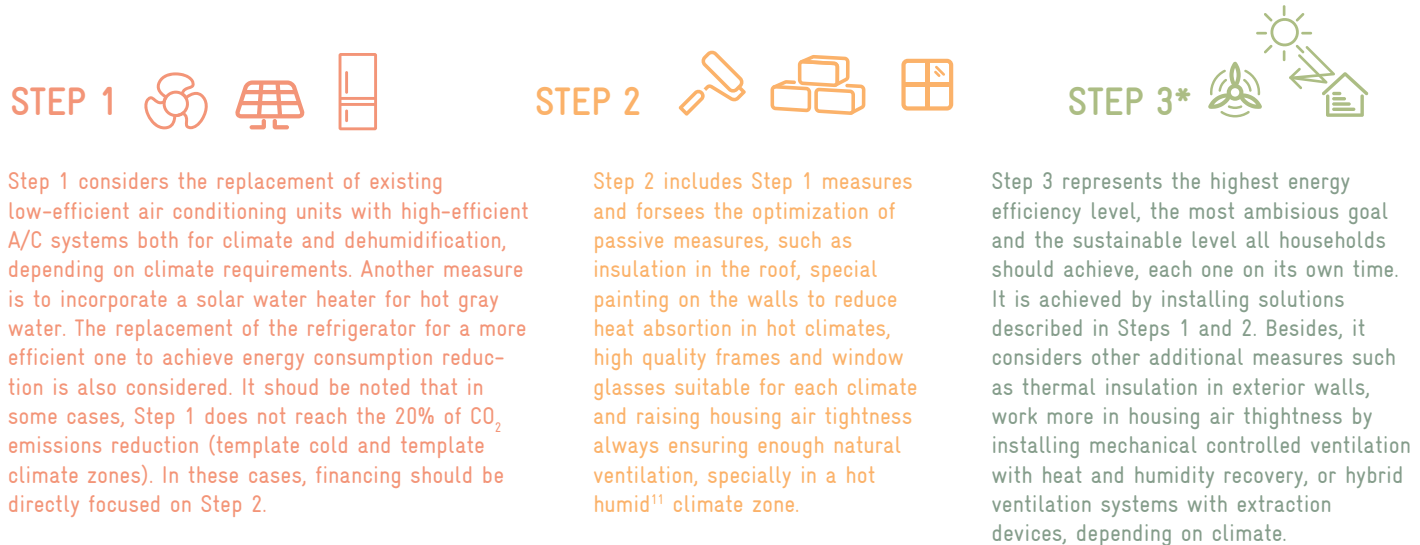 STEP 1
Step 1 considers the replacement of existing
low-efficient air conditioning units with high-efficient
A/C systems both for climate and dehumidification,
depending on climate requirements. Another measure
is to incorporate a solar water heater for hot gray
water. The replacement of the refrigerator for a more
efficient one to achieve energy consumption reduc-
tion is also considered. It shoud be noted that in
some cases, Step 1 does not reach the 20% of CO₂
emissions reduction (template cold and template
climate zones). In these cases, financing should be
directly focused on Step 2.
STEP 2
Step 2 includes Step 1 measures
and forsees the optimization of
passive measures, such as
insulation in the roof, special
painting on the walls to reduce
heat absortion in hot climates,
high quality frames and window
glasses suitable for each climate
and raising housing air tightness
always ensuring enough natural
ventilation, specially in a hot
humid¹¹ climate zone.
STEP 3*
Step 3 represents the highest energy
efficiency level, the most ambisious goal
and the sustainable level all households
should achieve, each one on its own time.
It is achieved by installing solutions
described in Steps 1 and 2. Besides, it
considers other additional measures such
as thermal insulation in exterior walls,
work more in housing air thightness by
installing mechanical controlled ventilation
with heat and humidity recovery, or hybrid
ventilation systems with extraction
devices, depending on climate.